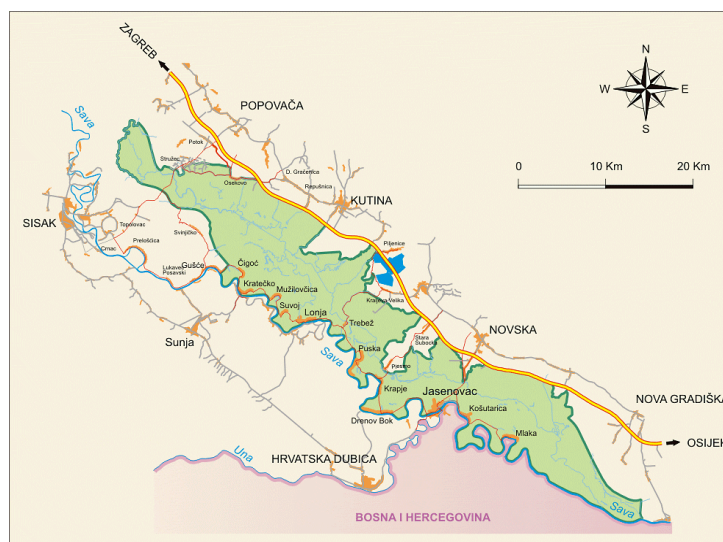 ZAGREB
POPOVAČA
N
W
E
S
Sava
Potok
Stružec
Osekovo
D. Gračenica
Repušnica
KUTINA
0
10 Km
20 Km
SISAK
Topolovac
Prelošćica
Crnac
Svinjičko
Lukavec
Posavski
Gušće
Čigoć
Kratečko
Mužilovčica
Suvoj
Lonja
Piljenice
Kraljeva Velika
Trebež
Sunja
Sava
Stara
Subocka
NOVSKA
Puska
Plesmo
Krapje
Jasenovac
Košutarica
Drenov Bok
Mlaka
NOVA GRADIŠKA
OSIJEK
Una
HRVATSKA DUBICA
Sava
BOSNA I HERCEGOVINA